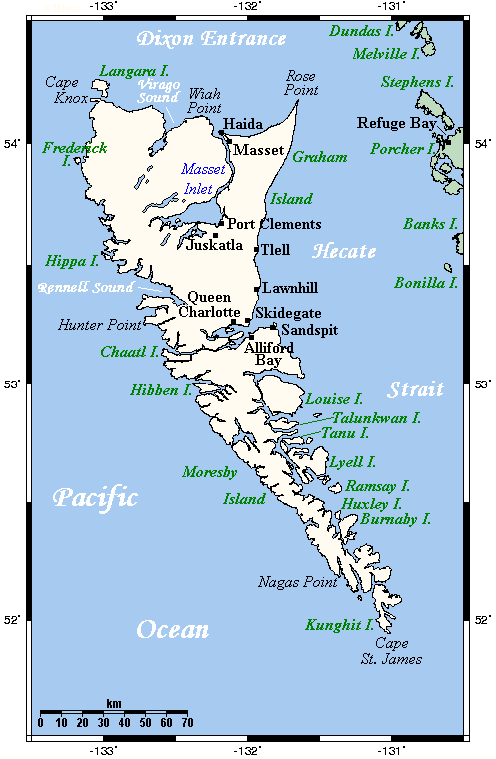 -133° -132° -131°
Dixon Entrance
Dundas I.
Melville I.
Langara I.
Cape
Knox
Virago
Sound
Wiah
Point
Rose
Point
Stephens I.
Haida
Refuge Bay
54°
54°
Masset
Frederick
I.
Porcher I.
Graham
Island
Masset
Inlet
Port Clements
Banks I.
Juskatla
Tlell
Hecate
Hippa I.
Bonilla I.
Rennell Sound
Lawnhill
Queen
Charlotte
Skidegate
Hunter Point
Sandspit
Chaatl I.
Alliford
Bay
53°
53°
Hibben I.
Strait
Louise I.
Talunkwan I.
Tanu I.
Lyell I.
Moresby
Island
Ramsay I.
Pacific
Huxley I.
Burnaby I.
Nagas Point
52°
52°
Ocean
Kunghit I.
Cape
St. James
km
0 10 20 30 40 50 60 70
-133° -132° -131°